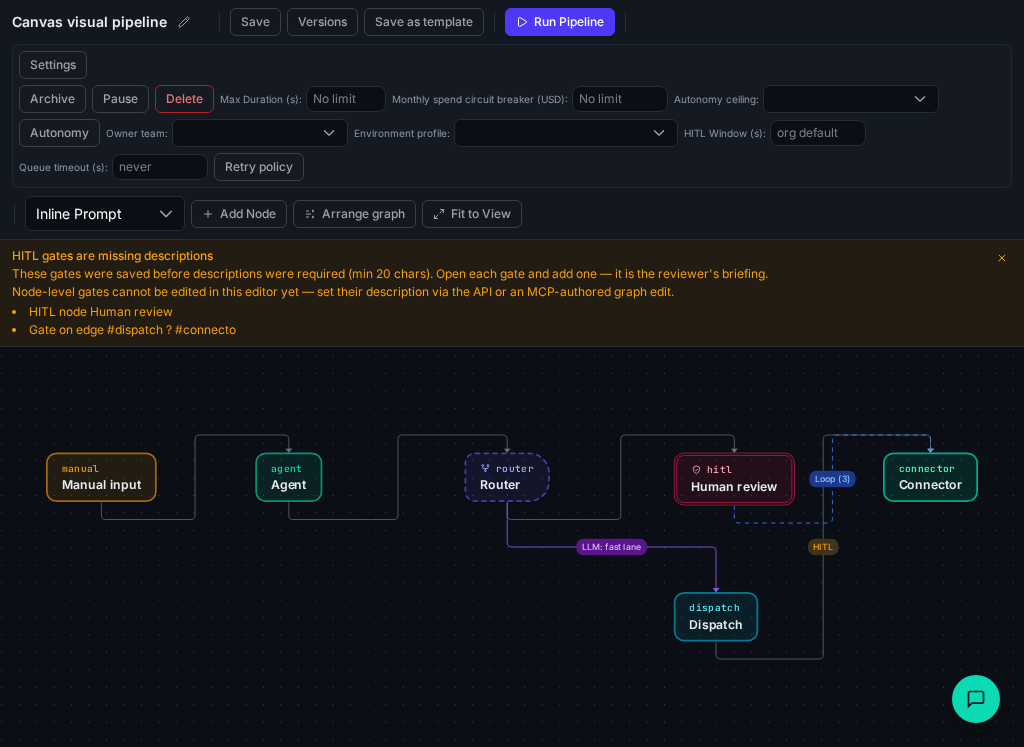 Canvas visual pipeline
Save
Versions
Save as template
Run Pipeline
Settings
Archive
Pause
Delete
Max Duration (s):
No limit
Monthly spend circuit breaker (USD):
No limit
Autonomy ceiling:
Autonomy
Owner team:
Environment profile:
HITL Window (s):
org default
Queue timeout (s):
never
Retry policy
Inline Prompt
Add Node
Arrange graph
Fit to View
HITL gates are missing descriptions
These gates were saved before descriptions were required (min 20 chars). Open each gate and add one — it is the reviewer's briefing.
Node-level gates cannot be edited in this editor yet — set their description via the API or an MCP-authored graph edit.
• HITL node Human review
• Gate on edge #dispatch ? #connecto
manual
Manual input
agent
Agent
router
Router
hitl
Human review
Loop (3)
connector
Connector
LLM: fast lane
HITL
dispatch
Dispatch